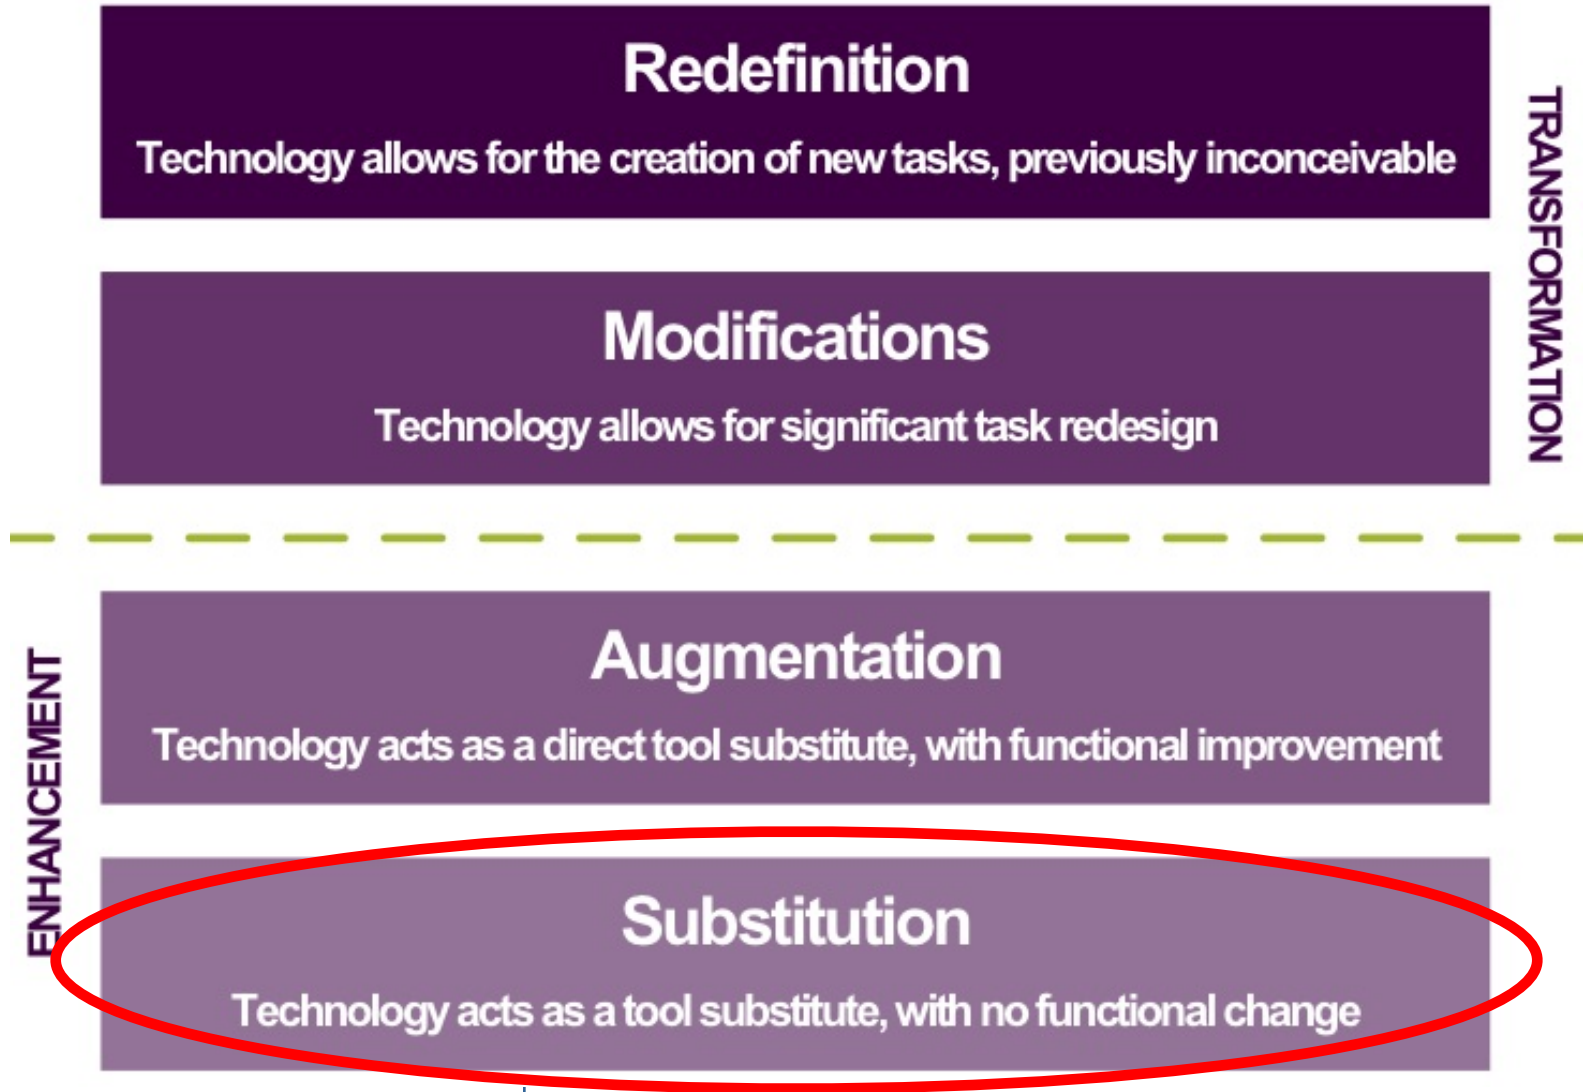 Redefinition
Technology allows for the creation of new tasks, previously inconceivable
TRANSFORMATION
Modifications
Technology allows for significant task redesign
ENHANCEMENT
Augmentation
Technology acts as a direct tool substitute, with functional improvement
Substitution
Technology acts as a tool substitute, with no functional change